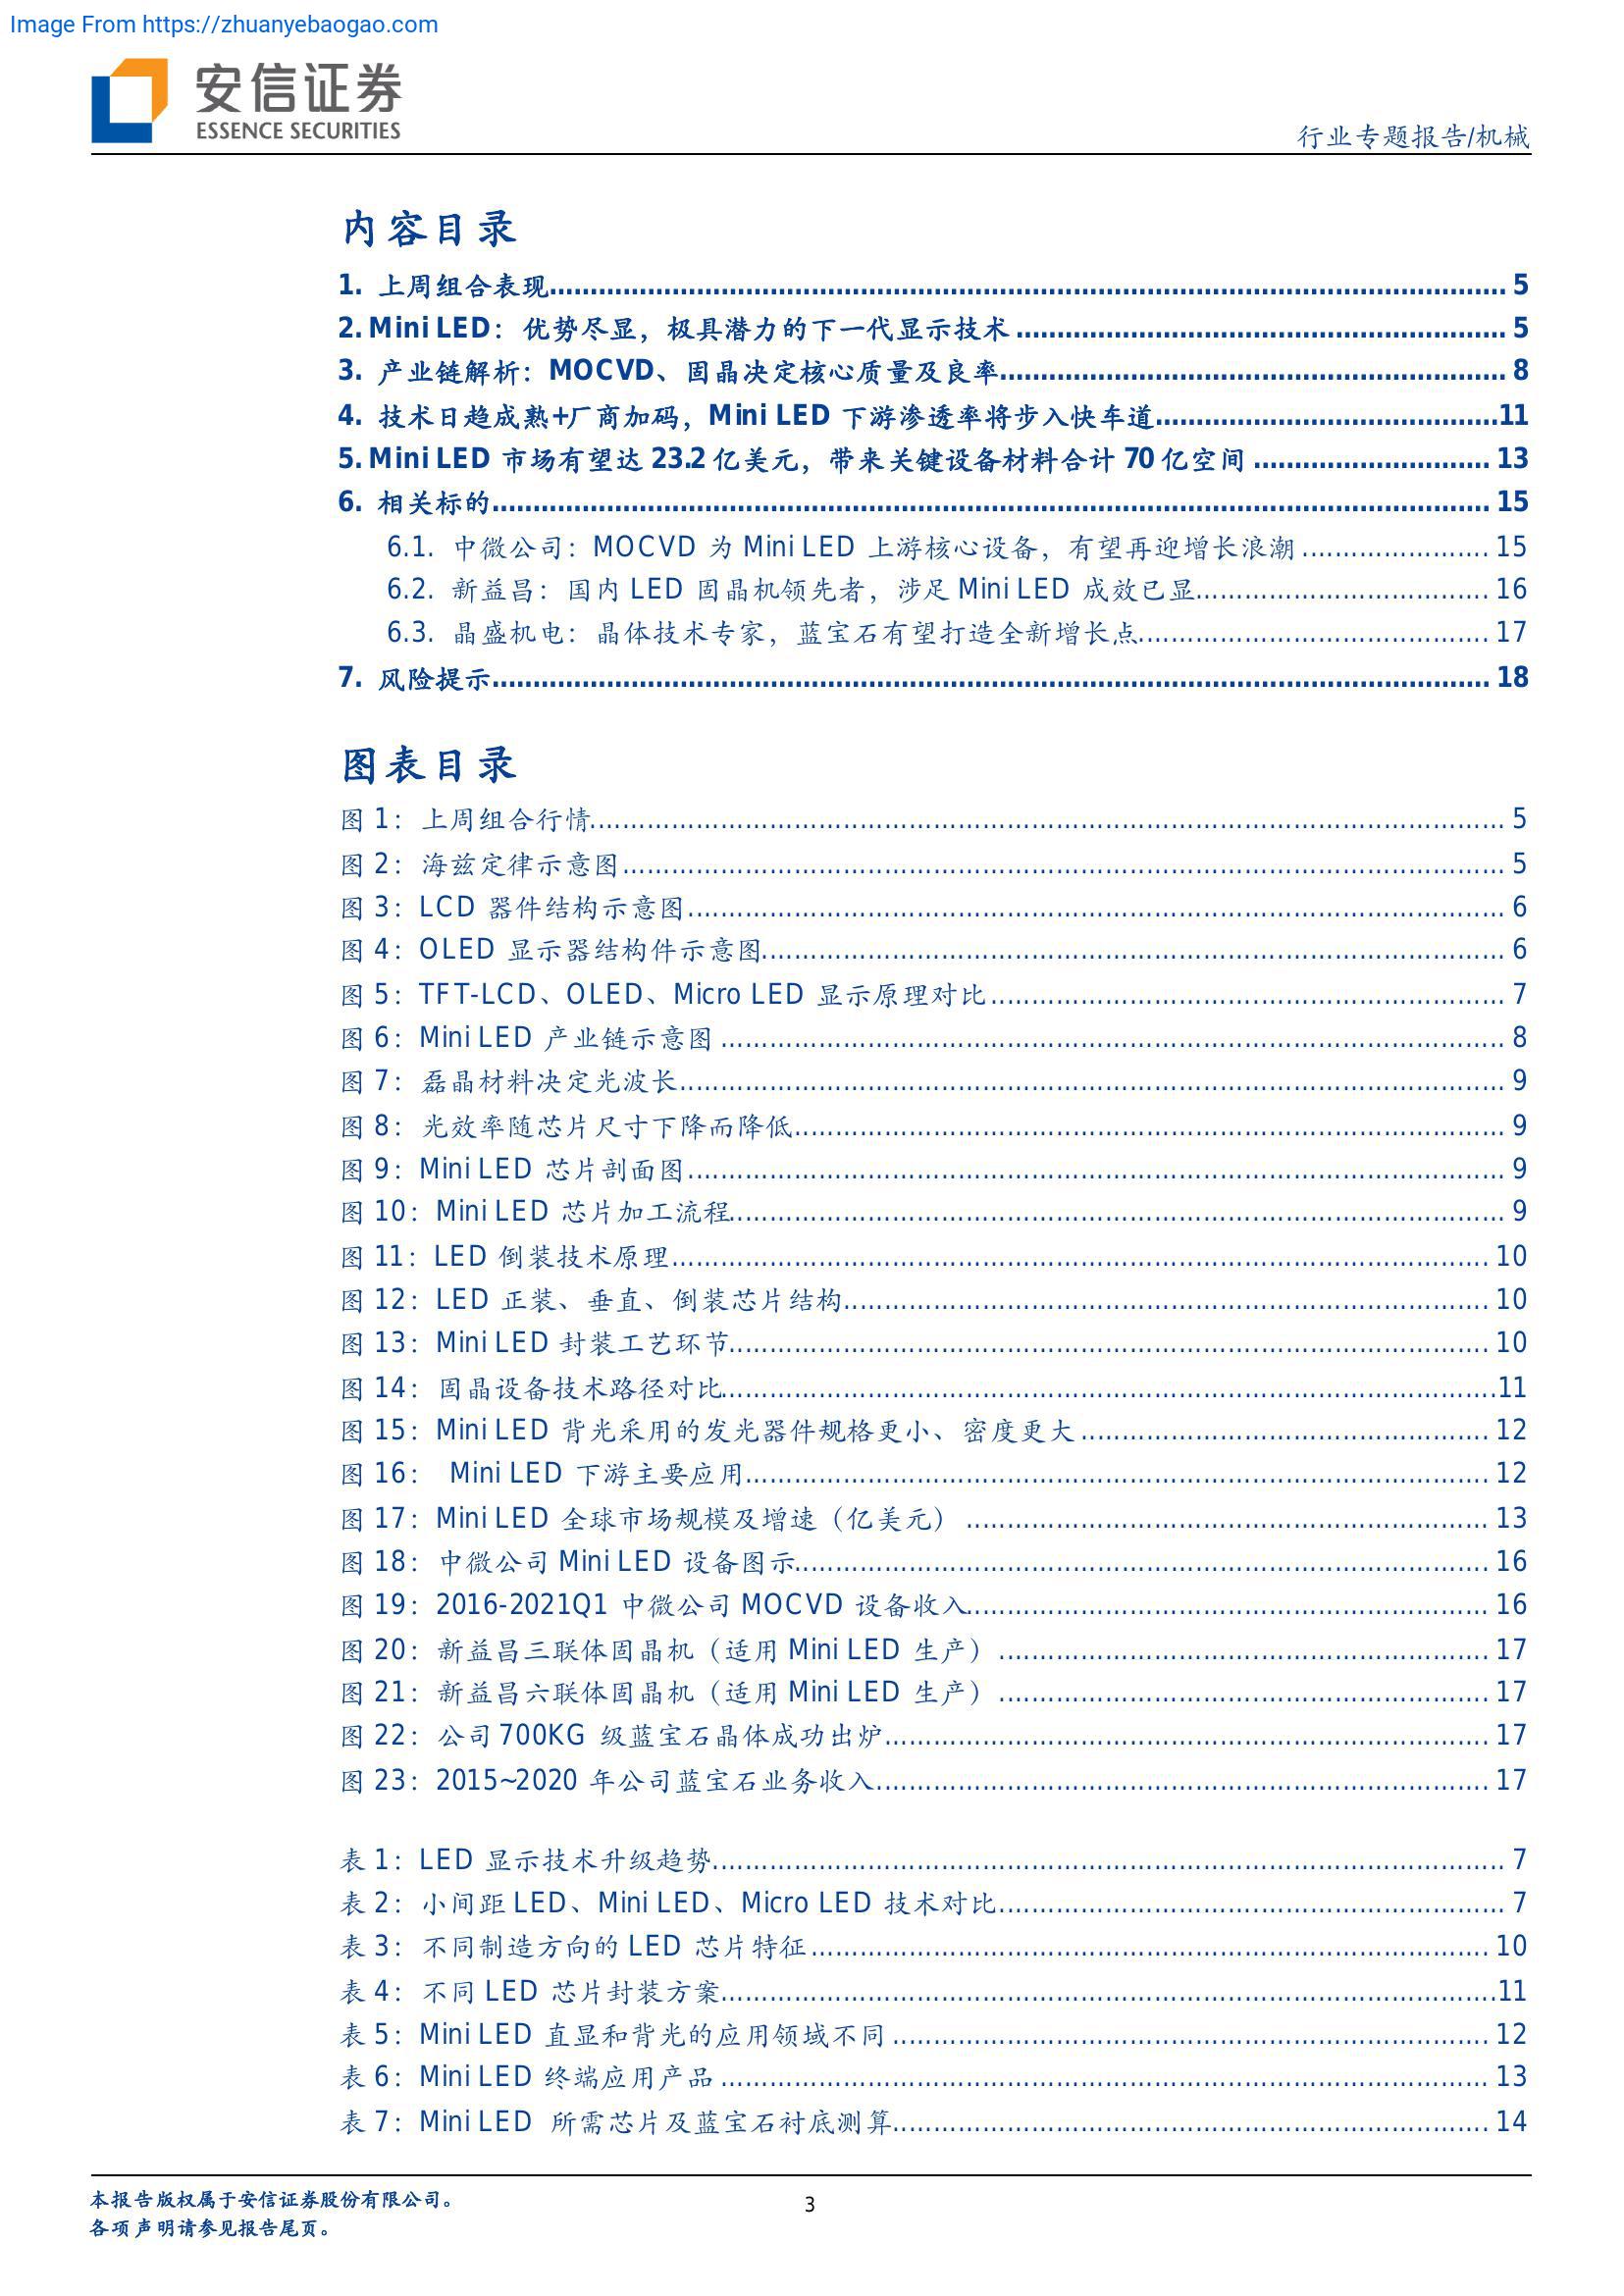 Image From https://zhuanyebaogao.com
安信证券
ESSENCE SECURITIES
行业专题报告/机械
内容目录
1. 上周组合表现 5
2. Mini LED：优势尽显，极具潜力的下一代显示技术 5
3. 产业链解析：MOCVD、固晶决定核心质量及良率 8
4. 技术日趋成熟+厂商加码，Mini LED 下游渗透率将步入快车道 11
5. Mini LED 市场有望达 23.2 亿美元，带来关键设备材料合计 70 亿空间 13
6. 相关标的 15
6.1. 中微公司：MOCVD 为 Mini LED 上游核心设备，有望再迎增长浪潮 15
6.2. 新益昌：国内 LED 固晶机领先者，涉足 Mini LED 成效已显 16
6.3. 晶盛机电：晶体技术专家，蓝宝石有望打造全新增长点 17
7. 风险提示 18
图表目录
图 1：上周组合行情 5
图 2：海兹定律示意图 5
图 3：LCD 器件结构示意图 6
图 4：OLED 显示器结构件示意图 6
图 5：TFT-LCD、OLED、Micro LED 显示原理对比 7
图 6：Mini LED 产业链示意图 8
图 7：磊晶材料决定光波长 9
图 8：光效率随芯片尺寸下降而降低 9
图 9：Mini LED 芯片剖面图 9
图 10：Mini LED 芯片加工流程 9
图 11：LED 倒装技术原理 10
图 12：LED 正装、垂直、倒装芯片结构 10
图 13：Mini LED 封装工艺环节 10
图 14：固晶设备技术路径对比 11
图 15：Mini LED 背光采用的发光器件规格更小、密度更大 12
图 16： Mini LED 下游主要应用 12
图 17：Mini LED 全球市场规模及增速（亿美元） 13
图 18：中微公司 Mini LED 设备图示 16
图 19：2016-2021Q1 中微公司 MOCVD 设备收入 16
图 20：新益昌三联体固晶机（适用 Mini LED 生产） 17
图 21：新益昌六联体固晶机（适用 Mini LED 生产） 17
图 22：公司 700KG 级蓝宝石晶体成功出炉 17
图 23：2015~2020 年公司蓝宝石业务收入 17
表 1：LED 显示技术升级趋势 7
表 2：小间距 LED、Mini LED、Micro LED 技术对比 7
表 3：不同制造方向的 LED 芯片特征 10
表 4：不同 LED 芯片封装方案 11
表 5：Mini LED 直显和背光的应用领域不同 12
表 6：Mini LED 终端应用产品 13
表 7：Mini LED 所需芯片及蓝宝石衬底测算 14
本报告版权属于安信证券股份有限公司。
3
各项声明请参见报告尾页。